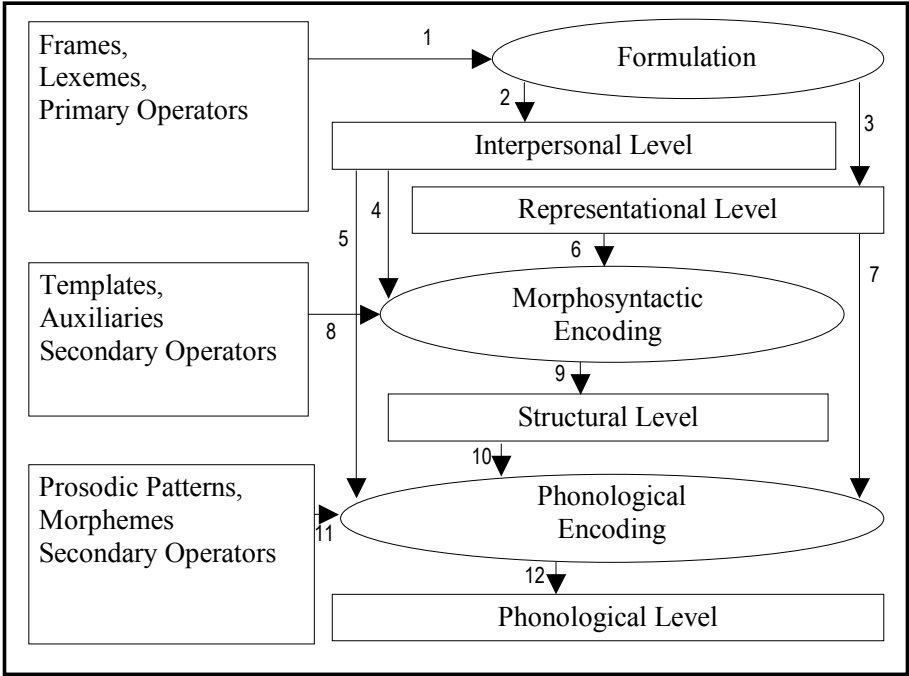 Frames,
Lexemes,
Primary Operators
1
Formulation
2
3
Interpersonal Level
4
5
Representational Level
6
7
Templates,
Auxiliaries
Secondary Operators
8
Morphosyntactic
Encoding
9
Structural Level
10
Prosodic Patterns,
Morphemes
Secondary Operators
11
Phonological
Encoding
12
Phonological Level